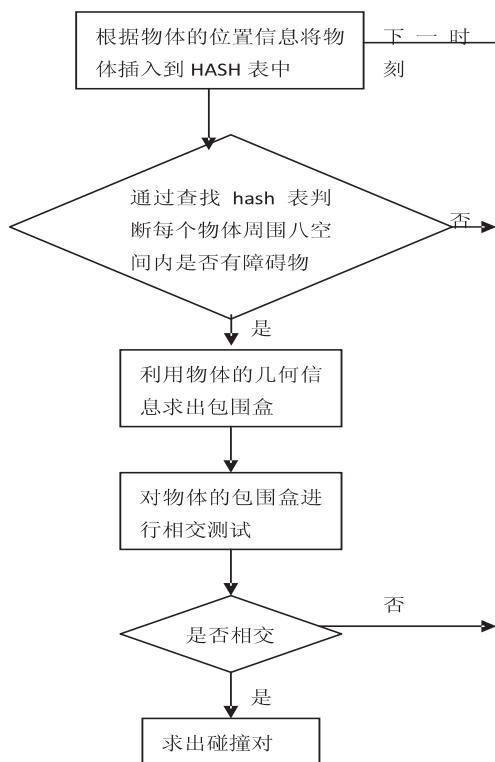 根据物体的位置信息将物
体插入到 HASH 表中
下一时
刻
通过查找 hash 表判
断每个物体周围八空
间内是否有障碍物
否
是
利用物体的几何信
息求出包围盒
对物体的包围盒进
行相交测试
否
是否相交
是
求出碰撞对